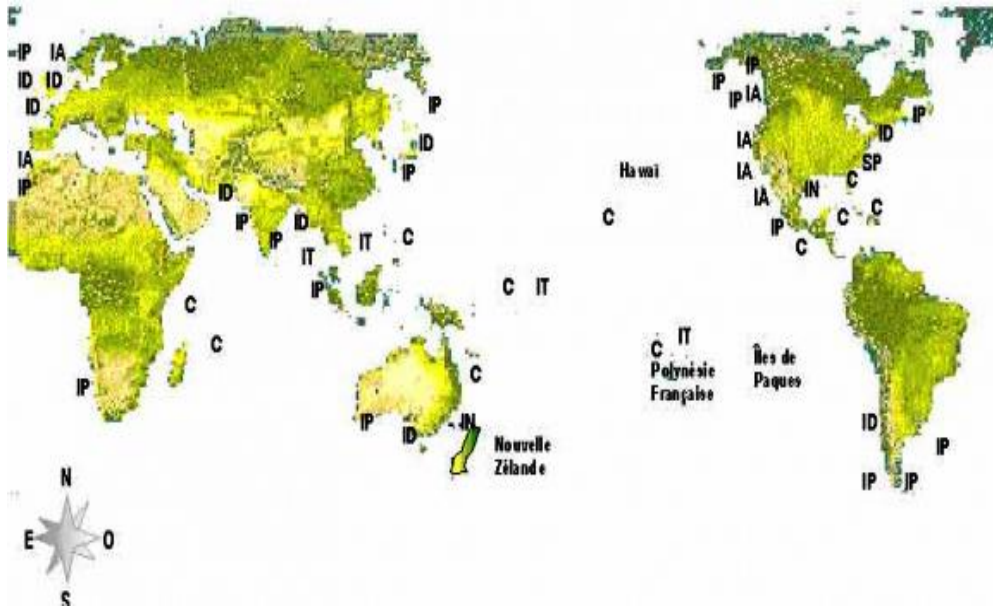 IP IA IP
ID ID IP IA
ID IP IP IP
ID IA ID
IA IP SP
IP ID Hawaï IA IN C
IP ID IA C C
IP IT C C IP C
IT
IP C IT
C
C IT
C C Polynésie Îles de
Française Paques
IP
IP ID IN ID
Nouvelle IP
Zélande
IP IP
N
E O
S